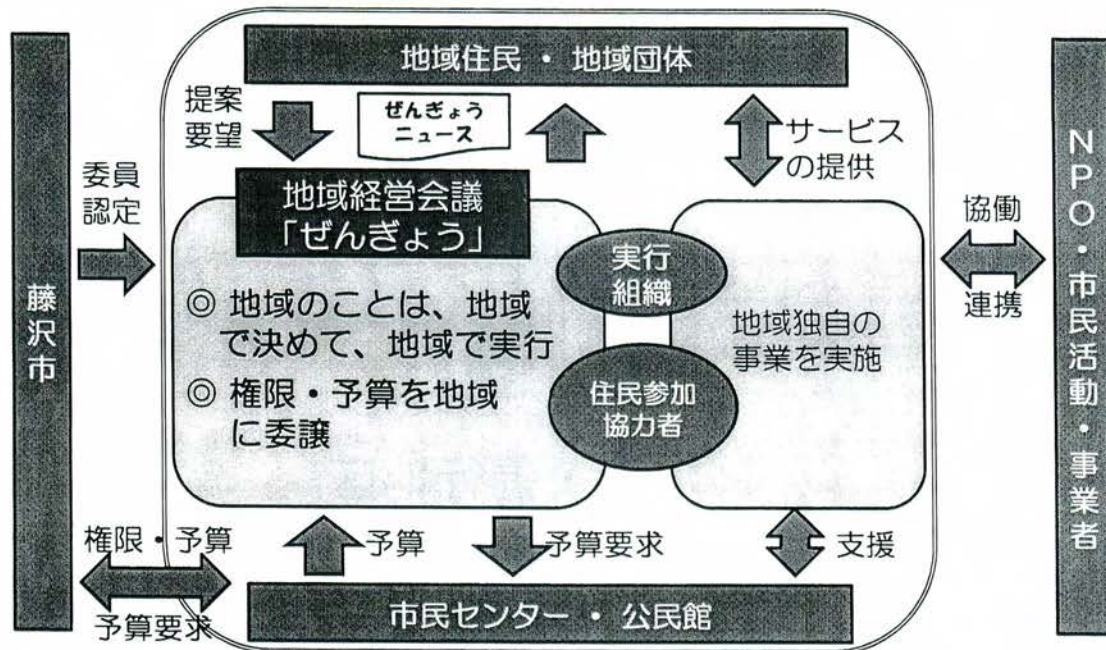 地域住民・地域団体
提案
要望
ぜんぎょう
ニュース
サービス
の提供
委員
認定
地域経営会議
「ぜんぎょう」
◎ 地域のことは、地域
で決めて、地域で実行
◎ 権限・予算を地域
に委譲
実行
組織
住民参加
協力者
地域独自の
事業を実施
協働
連携
藤沢市
NPO・市民活動・事業者
権限・予算
予算要求
予算
予算要求
支援
市民センター・公民館